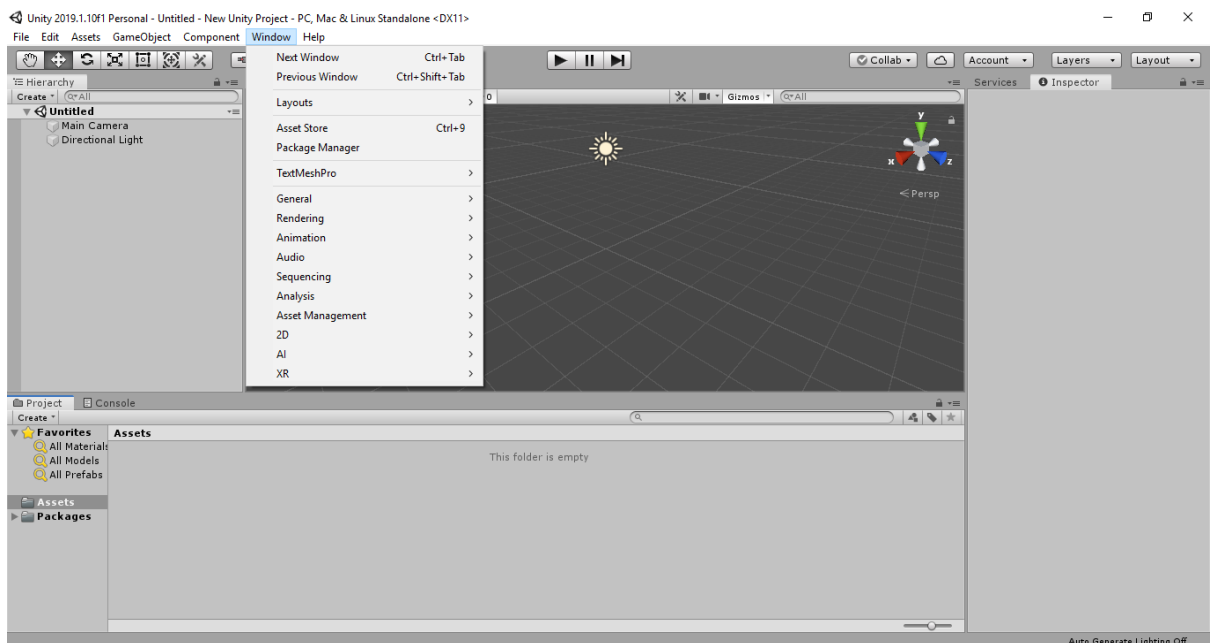 Unity 2019.1.10f1 Personal - Untitled - New Unity Project - PC, Mac & Linux Standalone <DX11>
File Edit Assets GameObject Component Window Help
Collab Account Layers Layout
Hierarchy
Create All
Untitled
Main Camera
Directional Light
Next Window Ctrl+Tab
Previous Window Ctrl+Shift+Tab
Layouts
Asset Store Ctrl+9
Package Manager
TextMeshPro
General
Rendering
Animation
Audio
Sequencing
Analysis
Asset Management
2D
AI
XR
0 Gizmos All
y
x z
Persp
Services Inspector
Project Console
Create
Favorites
All Materials
All Models
All Prefabs
Assets
Packages
Assets
This folder is empty
Auto Generate Lighting Off